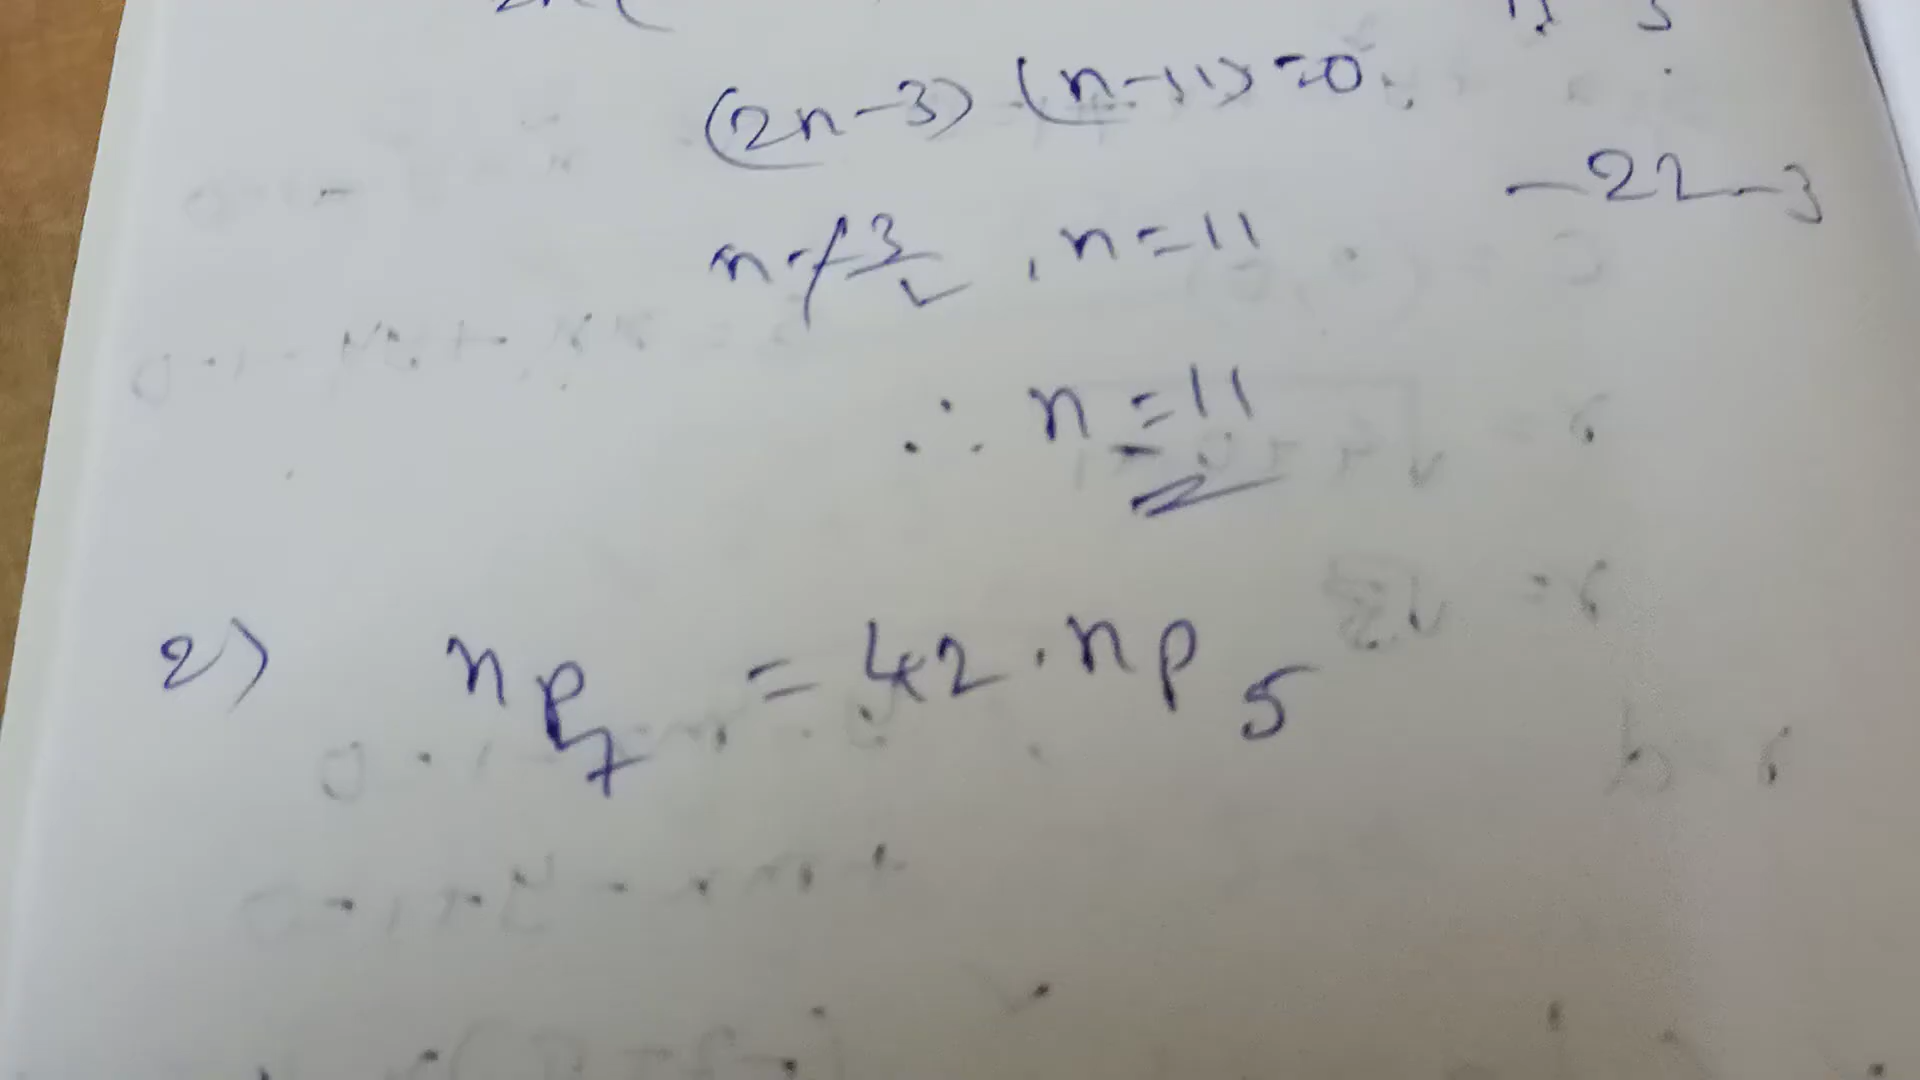 (2n-3) (n-11) = 0
-22 -3
n = 3/2, n = 11
∴ n = 11
2) nP7 = 42 . nP5